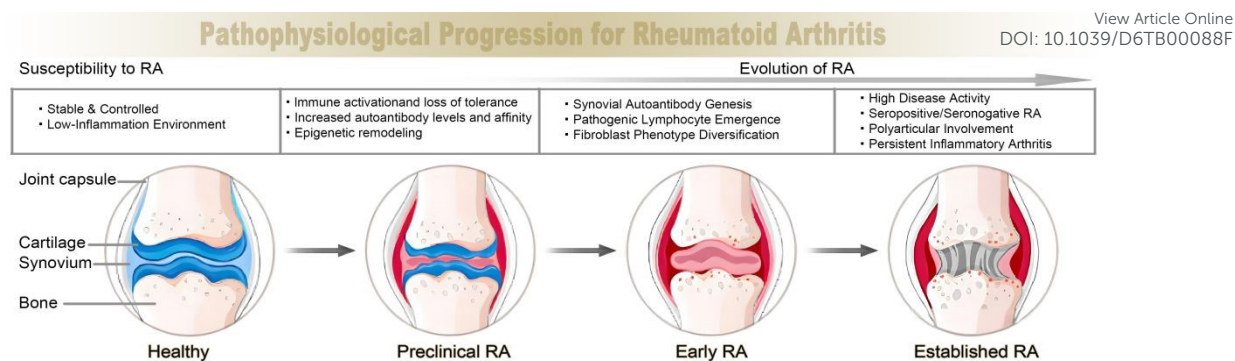 Pathophysiological Progression for Rheumatoid Arthritis
View Article Online
DOI: 10.1039/D6TB00088F
Susceptibility to RA
Evolution of RA
• Stable & Controlled
• Low-Inflammation Environment
• Immune activationand loss of tolerance
• Increased autoantibody levels and affinity
• Epigenetic remodeling
• Synovial Autoantibody Genesis
• Pathogenic Lymphocyte Emergence
• Fibroblast Phenotype Diversification
• High Disease Activity
• Seropositive/Seronogative RA
• Polyarticular Involvement
• Persistent Inflammatory Arthritis
Joint capsule
Cartilage
Synovium
Bone
Healthy
Preclinical RA
Early RA
Established RA